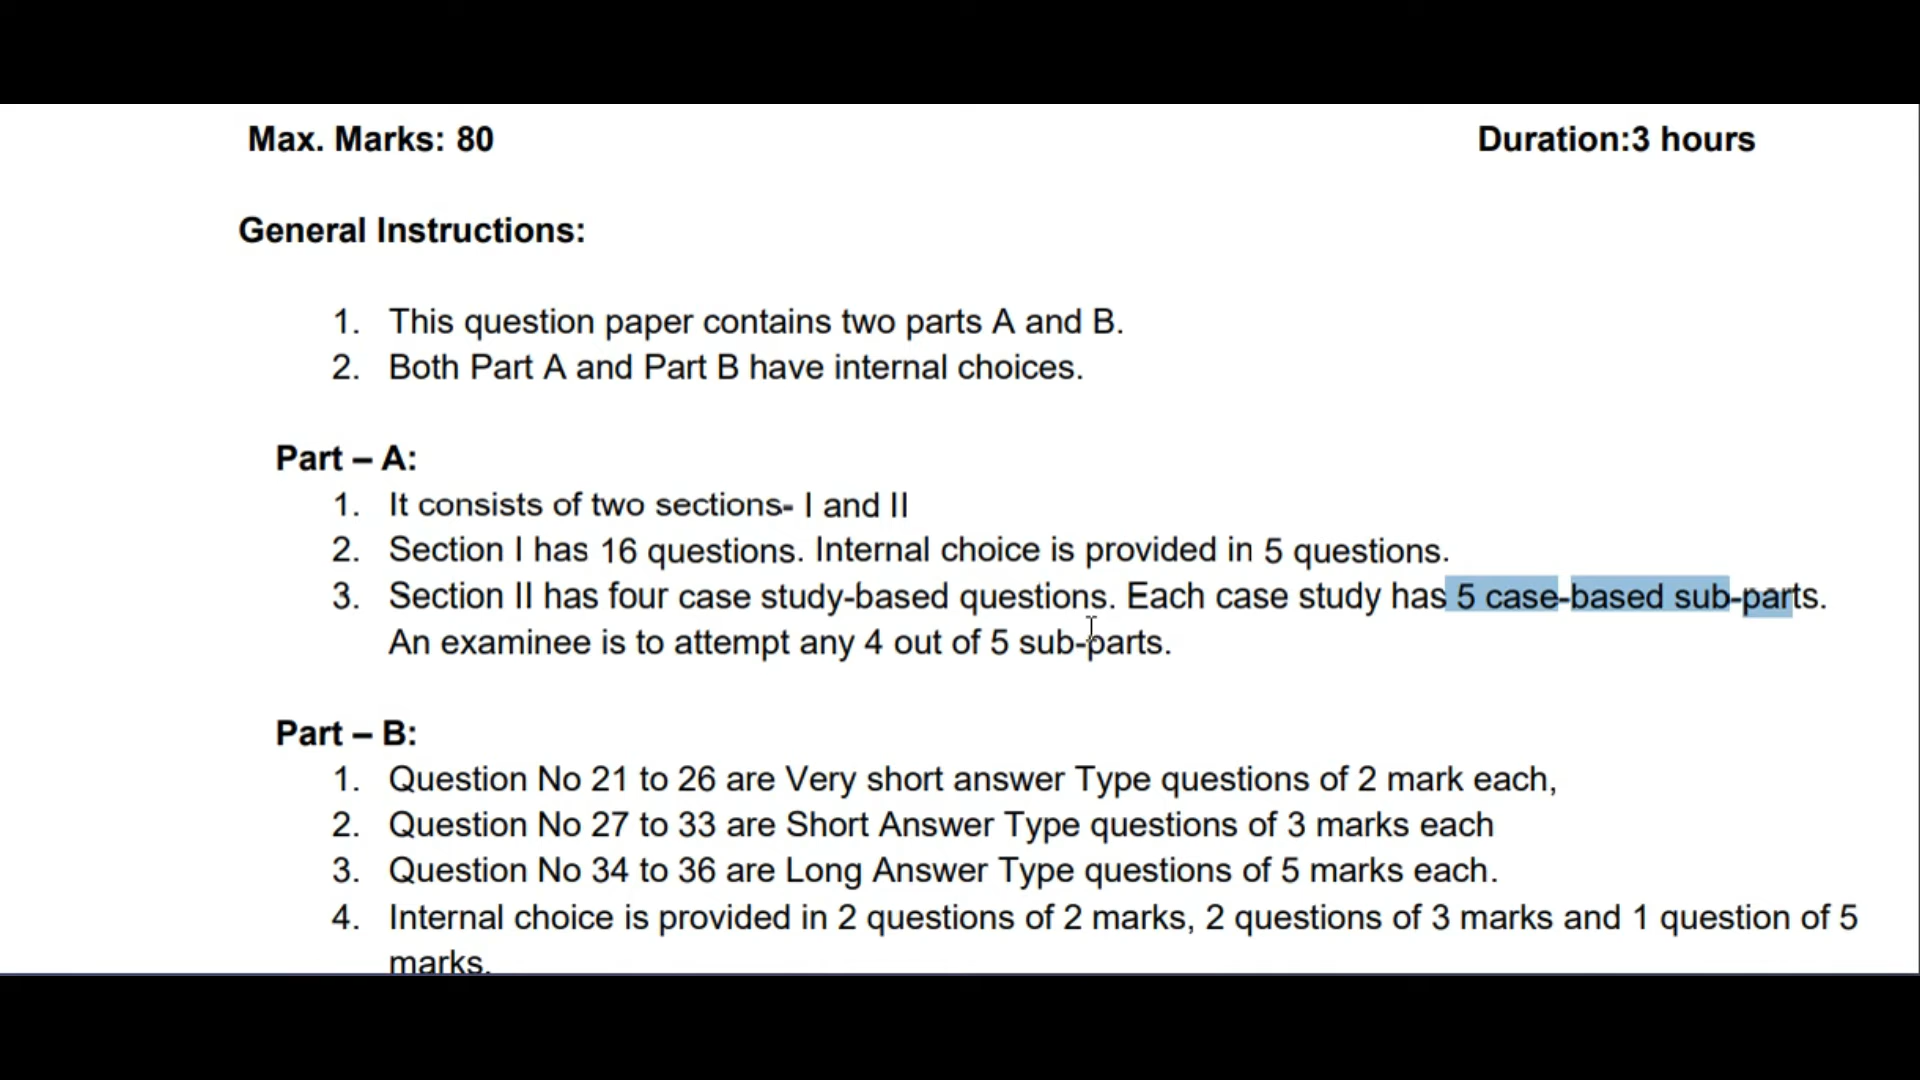 Max. Marks: 80 Duration:3 hours
General Instructions:
1. This question paper contains two parts A and B.
2. Both Part A and Part B have internal choices.
Part – A:
1. It consists of two sections- I and II
2. Section I has 16 questions. Internal choice is provided in 5 questions.
3. Section II has four case study-based questions. Each case study has 5 case-based sub-parts.
An examinee is to attempt any 4 out of 5 sub-parts.
Part – B:
1. Question No 21 to 26 are Very short answer Type questions of 2 mark each,
2. Question No 27 to 33 are Short Answer Type questions of 3 marks each
3. Question No 34 to 36 are Long Answer Type questions of 5 marks each.
4. Internal choice is provided in 2 questions of 2 marks, 2 questions of 3 marks and 1 question of 5
marks.